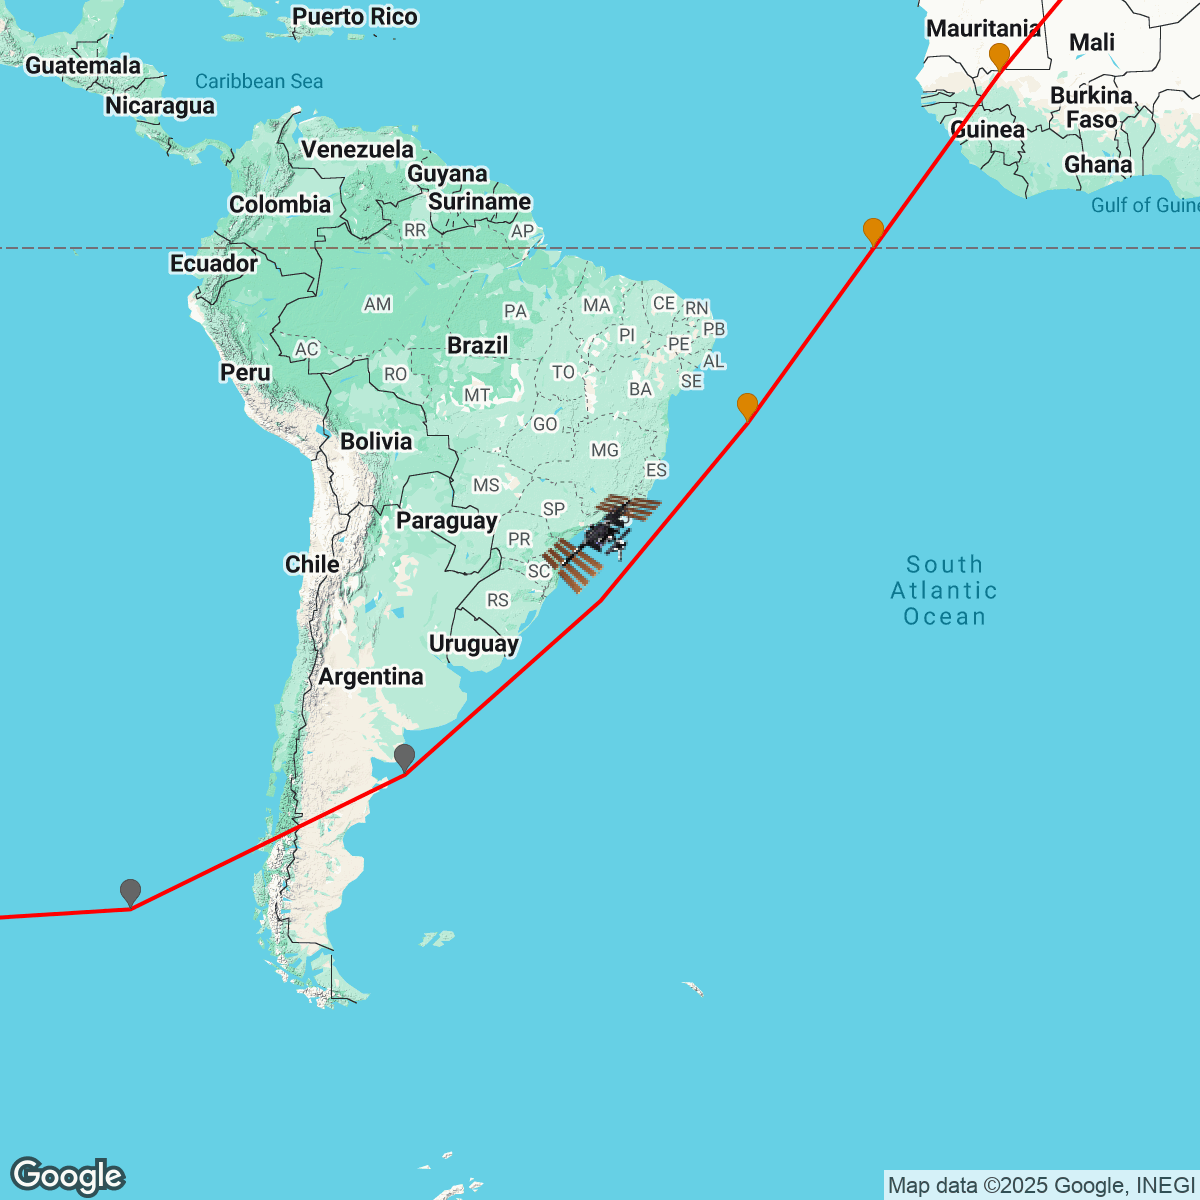 Puerto Rico
Mauritania
Mali
Guatemala
Caribbean Sea
Nicaragua
Burkina
Faso
Guinea
Venezuela
Ghana
Guyana
Colombia
Suriname
Gulf of Guine
RR
AP
Ecuador
AM
PA
MA
CE
RN
PI
PB
Brazil
PE
AC
AL
Peru
RO
TO
SE
MT
BA
GO
Bolivia
MG
ES
MS
SP
Paraguay
PR
Chile
SC
South
Atlantic
Ocean
RS
Uruguay
Argentina
Google
Map data ©2025 Google, INEGI